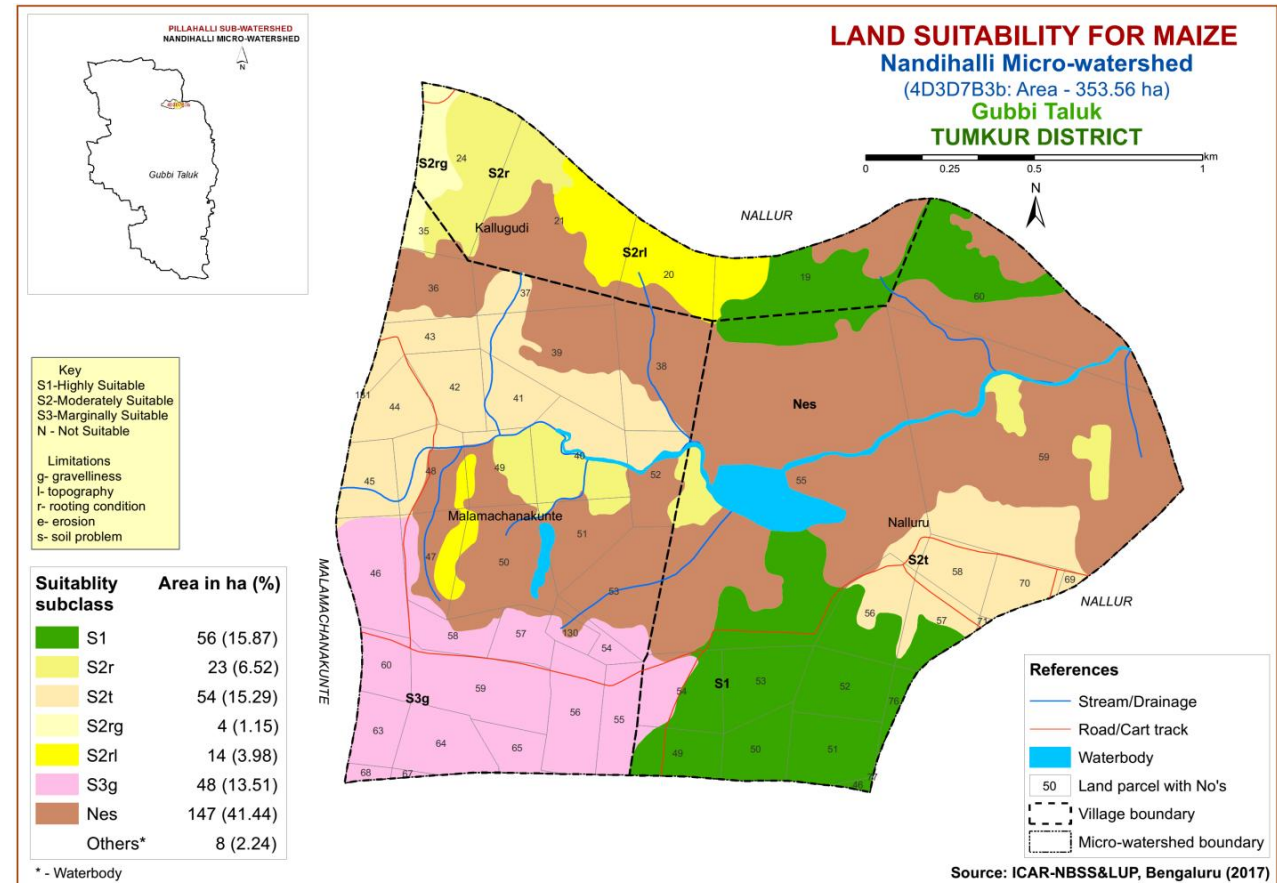 PILLAHALLI SUB-WATERSHED
NANDIHALLI MICRO-WATERSHED
N
Gubbi Taluk
LAND SUITABILITY FOR MAIZE
Nandihalli Micro-watershed
(4D3D7B3b: Area - 353.56 ha)
Gubbi Taluk
TUMKUR DISTRICT
km
0 0.25 0.5 1
N
NALLUR
S2rg
24
S2r
35
Kallugudi
21
S2rl
20
19
60
36
37
43
39
38
42
41
44
Nes
45
48
49
40
52
55
59
Malamachanakunte
Nalluru
51
50
47
46
53
S2t
58
70
69
56
57
71
NALLUR
MALAMACHANAKUNTE
58
57
130
54
60
59
S3g
56
55
63
64
65
68
67
54
S1
53
52
76
49
50
51
48
77
Key
S1-Highly Suitable
S2-Moderately Suitable
S3-Marginally Suitable
N - Not Suitable
Limitations
g- gravelliness
l- topography
r- rooting condition
e- erosion
s- soil problem
Suitablity subclass Area in ha (%)
S1 56 (15.87)
S2r 23 (6.52)
S2t 54 (15.29)
S2rg 4 (1.15)
S2rl 14 (3.98)
S3g 48 (13.51)
Nes 147 (41.44)
Others* 8 (2.24)
* - Waterbody
References
Stream/Drainage
Road/Cart track
Waterbody
50 Land parcel with No's
Village boundary
Micro-watershed boundary
Source: ICAR-NBSS&LUP, Bengaluru (2017)